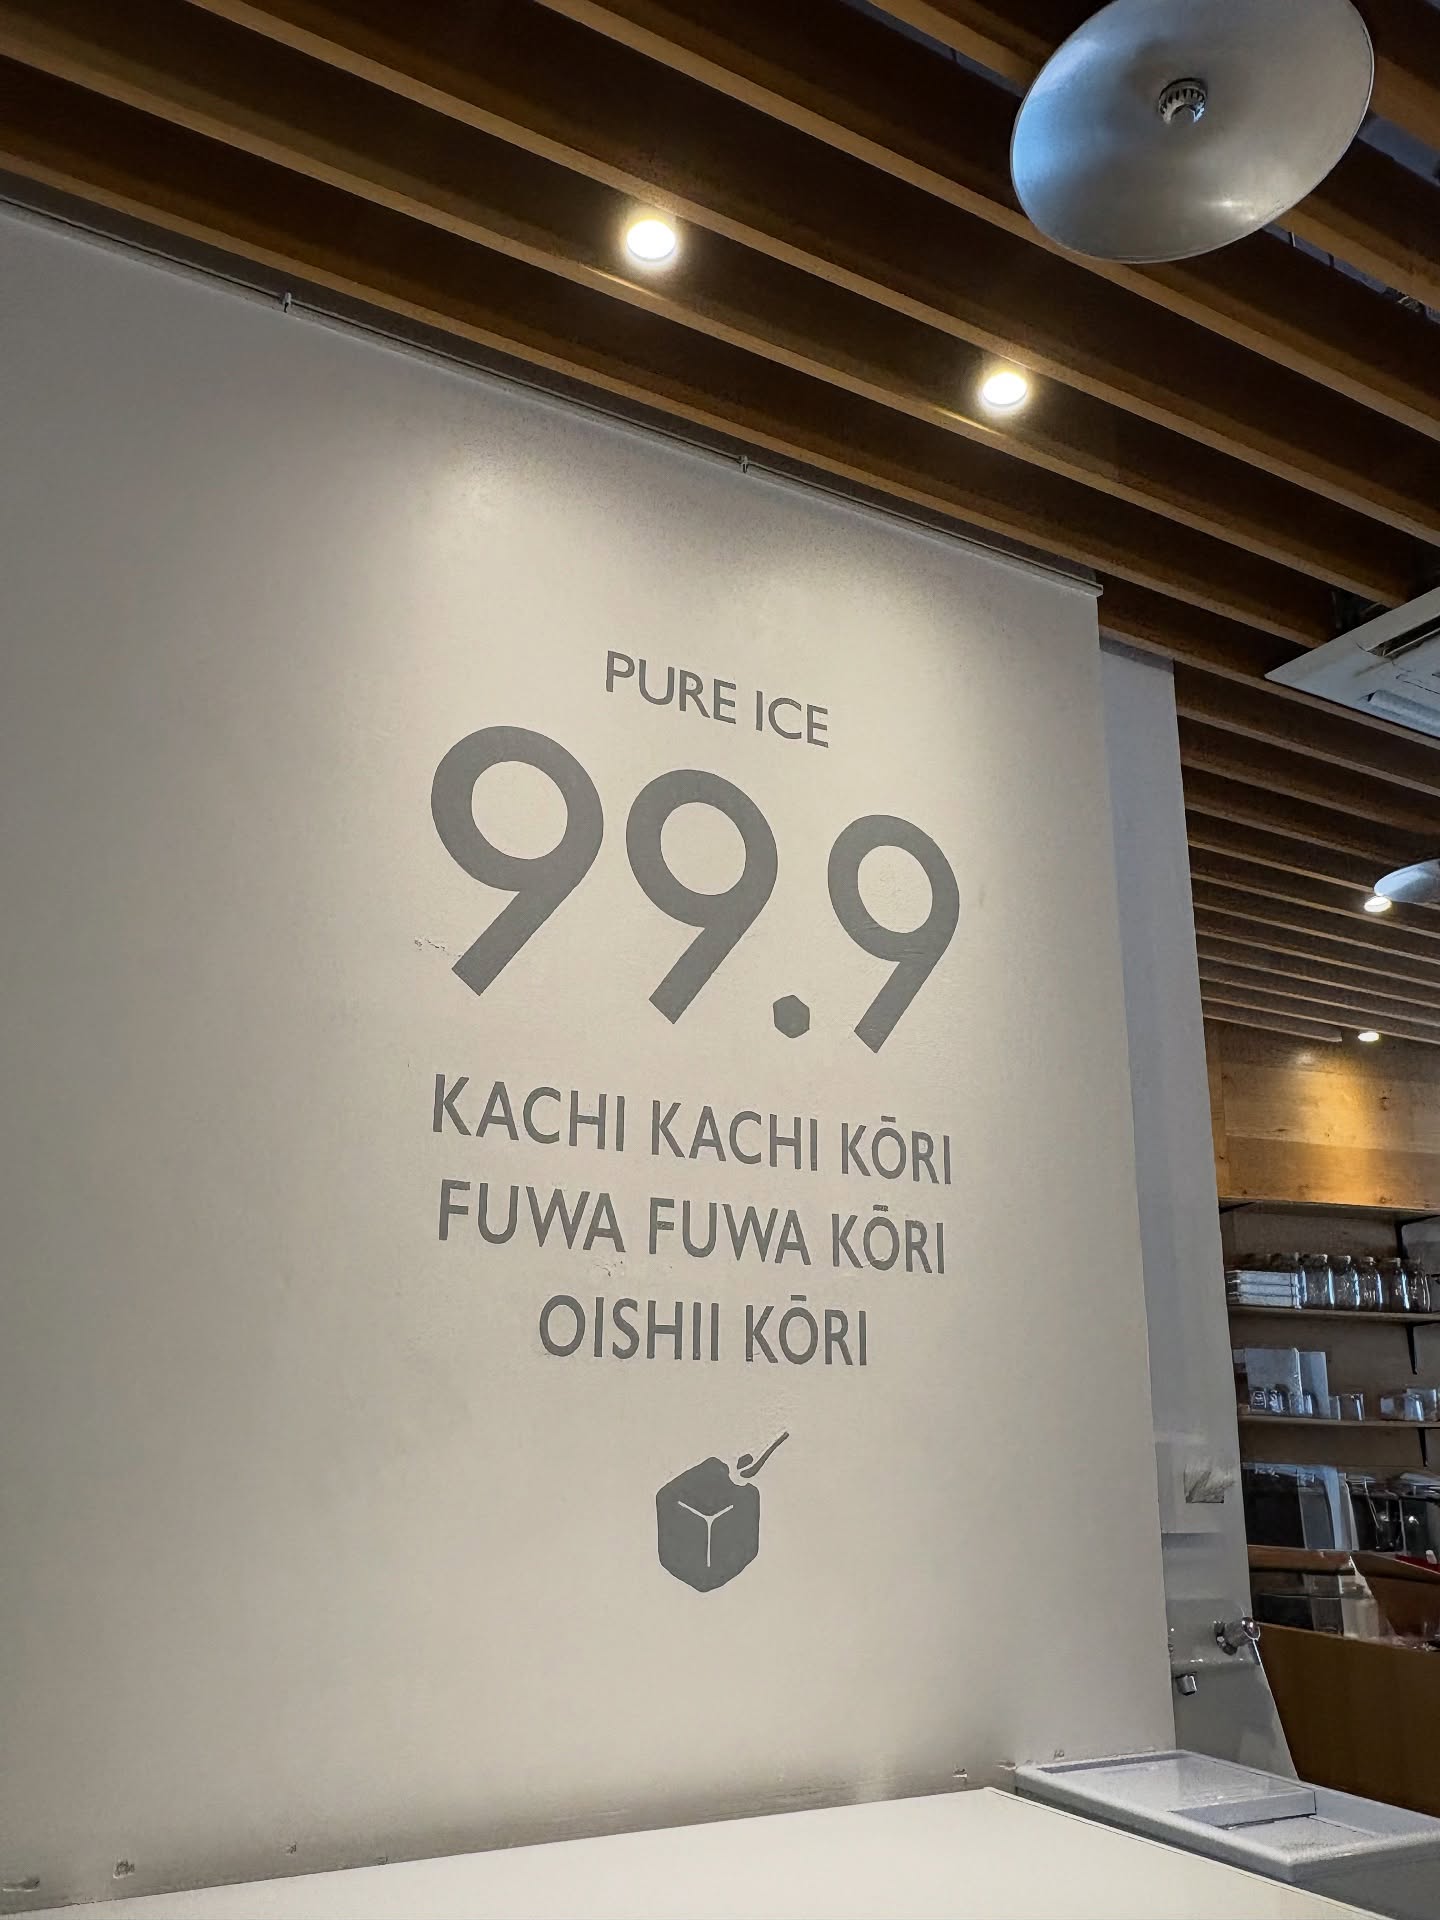 PURE ICE
99.9
KACHI KACHI KŌRI
FUWA FUWA KŌRI
OISHII KŌRI